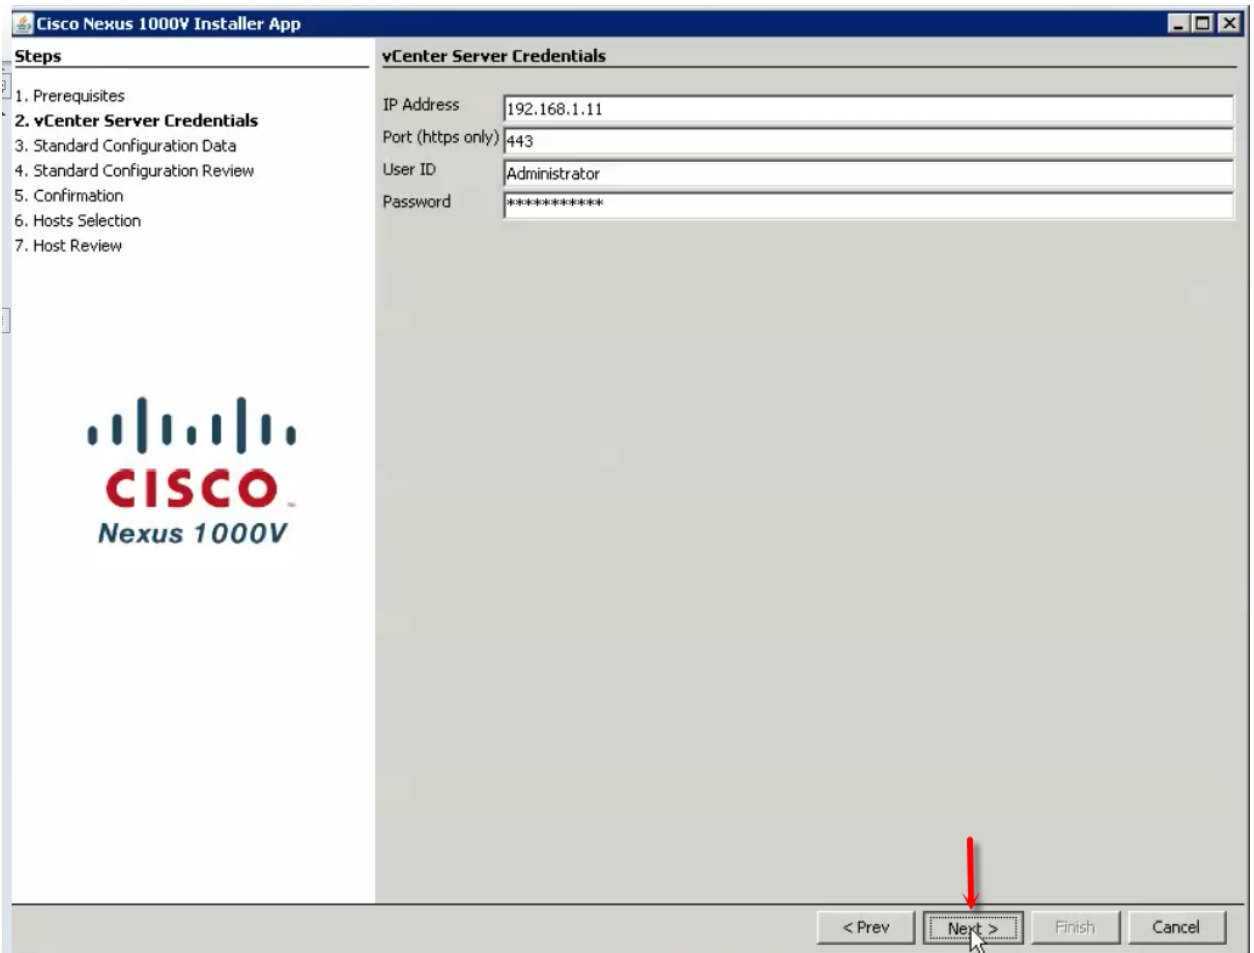 Cisco Nexus 1000V Installer App
Steps
1. Prerequisites
2. vCenter Server Credentials
3. Standard Configuration Data
4. Standard Configuration Review
5. Confirmation
6. Hosts Selection
7. Host Review
CISCO
Nexus 1000V
vCenter Server Credentials
IP Address 192.168.1.11
Port (https only) 443
User ID Administrator
Password ***********
< Prev Next > Finish Cancel